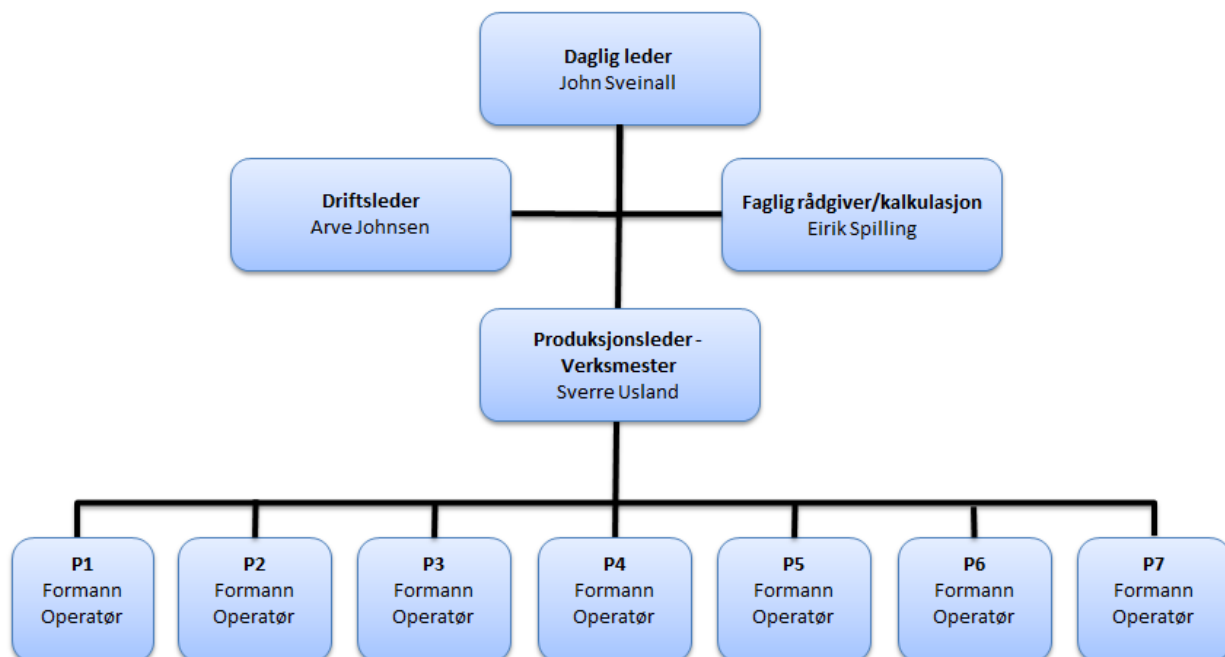 Daglig leder
John Sveinall
Driftsleder
Arve Johnsen
Faglig rådgiver/kalkulasjon
Eirik Spilling
Produksjonsleder -
Verksmester
Sverre Usland
P1
Formann
Operatør
P2
Formann
Operatør
P3
Formann
Operatør
P4
Formann
Operatør
P5
Formann
Operatør
P6
Formann
Operatør
P7
Formann
Operatør